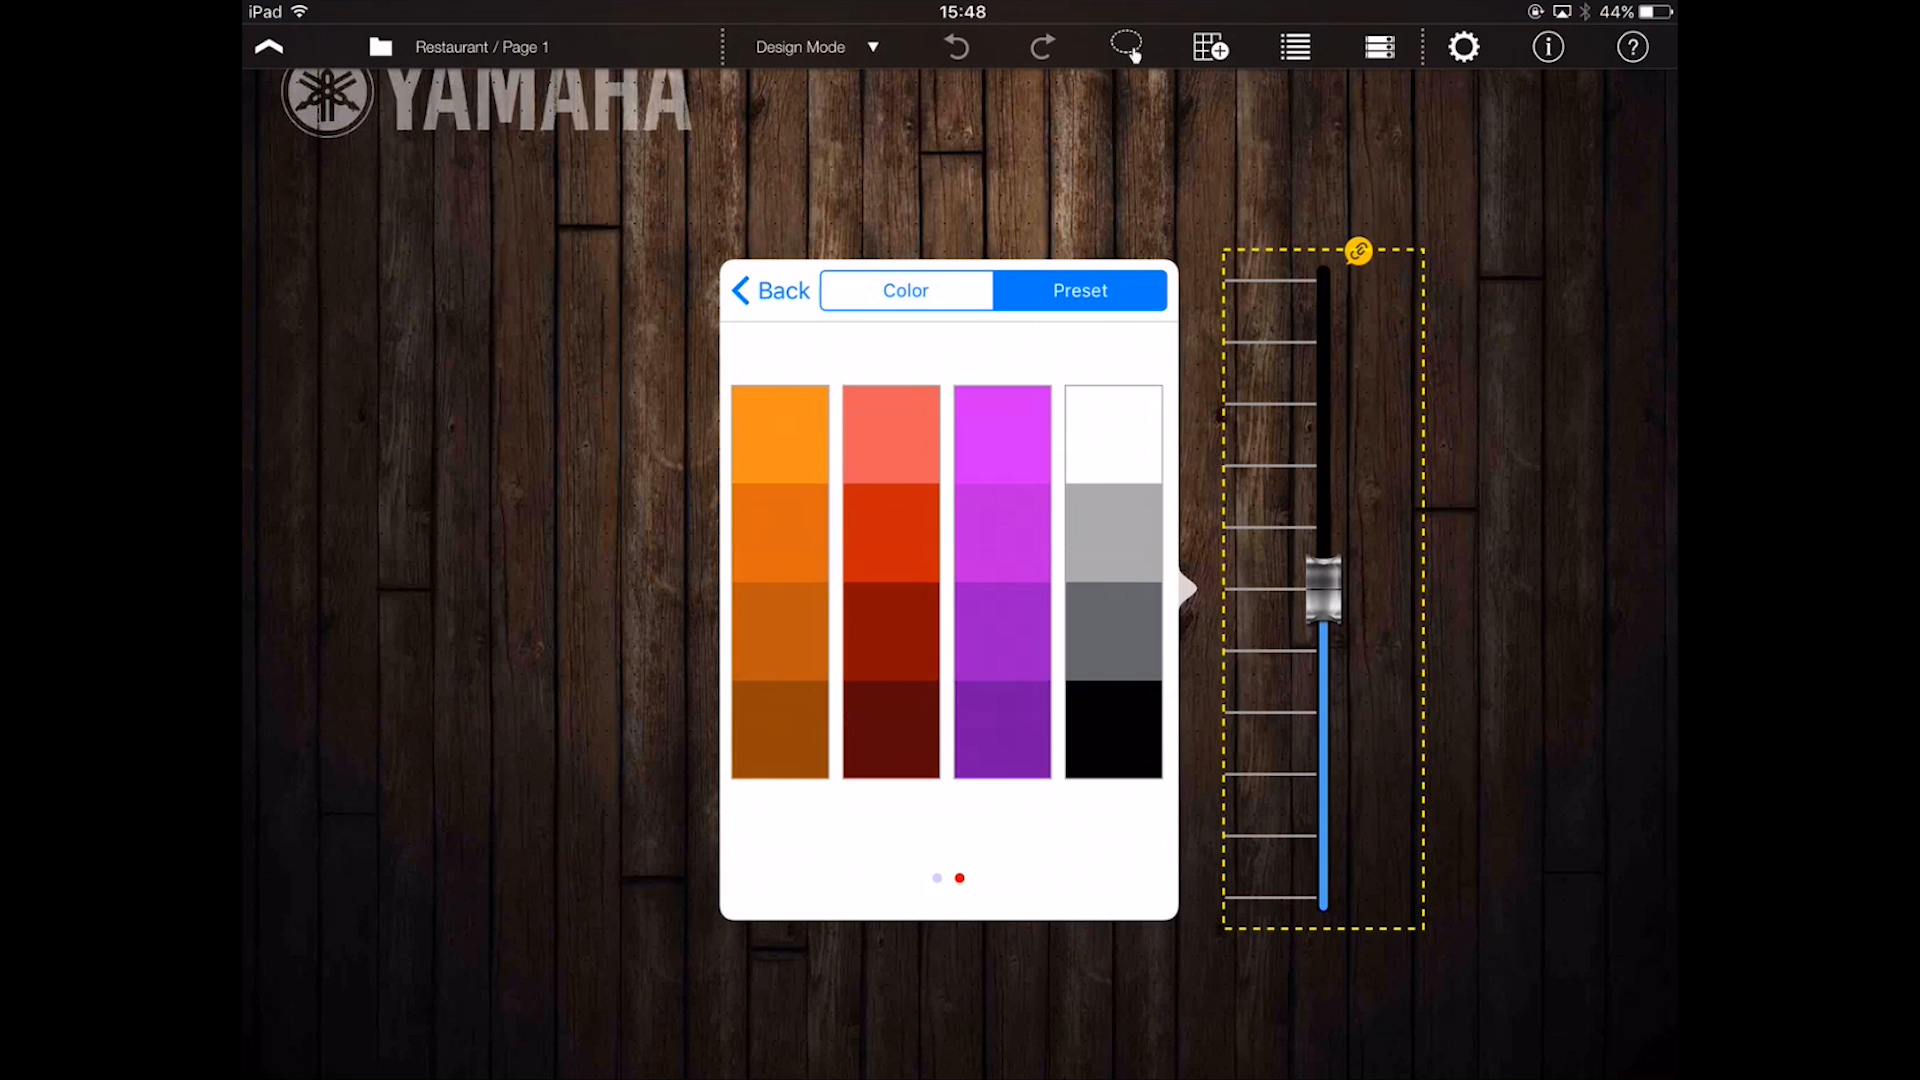 iPad 15:48 44%
Restaurant / Page 1 Design Mode
YAMAHA
Back Color Preset